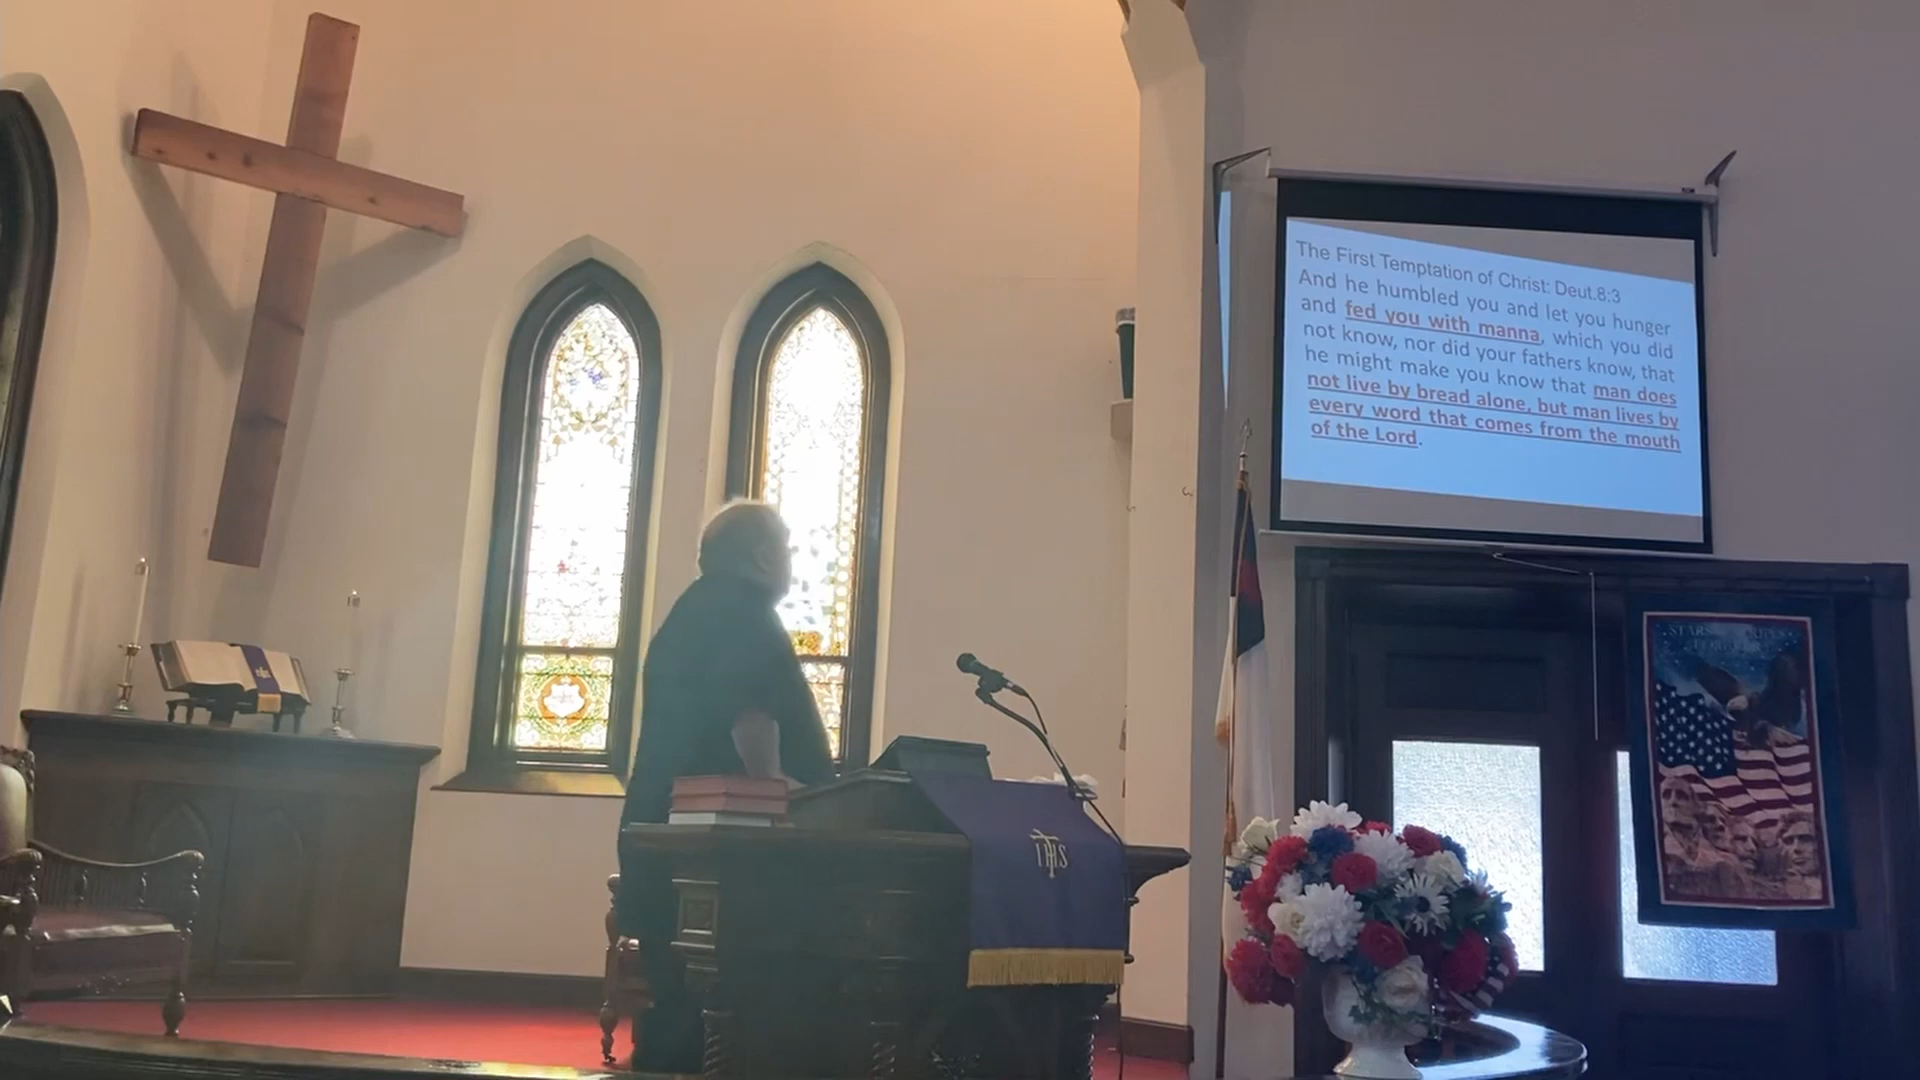 The First Temptation of Christ: Deut.8:3
And he humbled you and let you hunger
and fed you with manna, which you did
not know, nor did your fathers know, that
he might make you know that man does
not live by bread alone, but man lives by
every word that comes from the mouth
of the Lord.
IHS
STARS